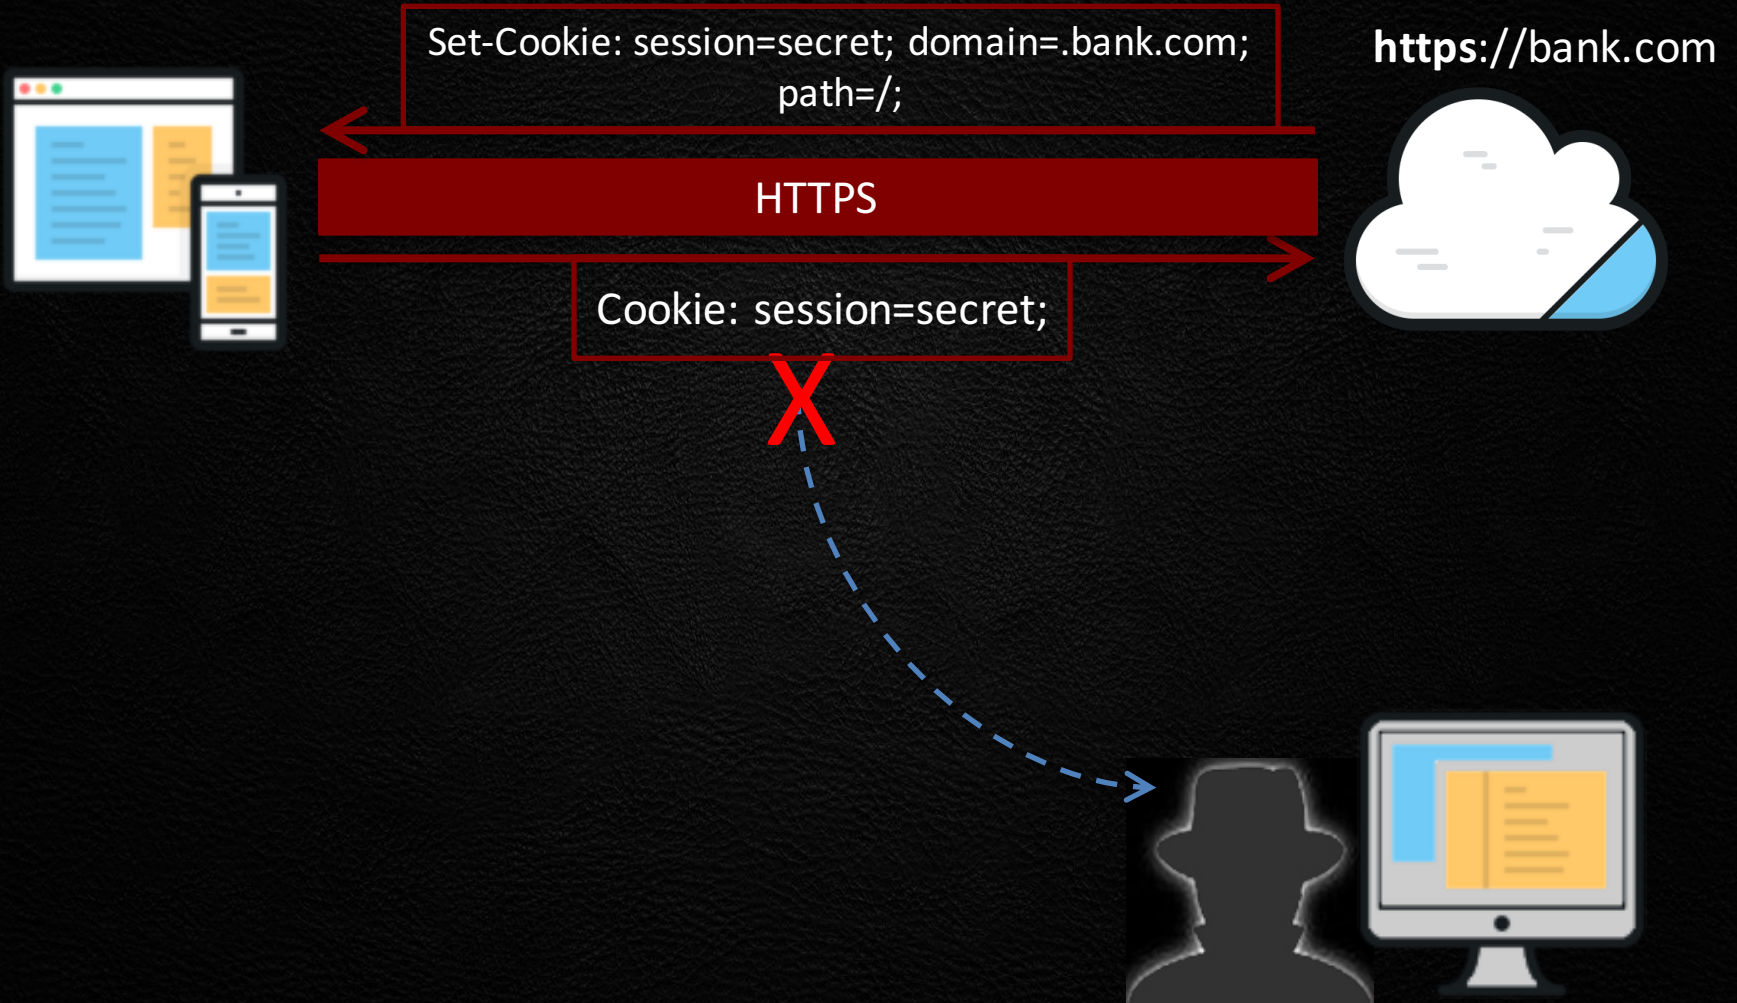 Set-Cookie: session=secret; domain=.bank.com;
path=/;
https://bank.com
HTTPS
Cookie: session=secret;
X